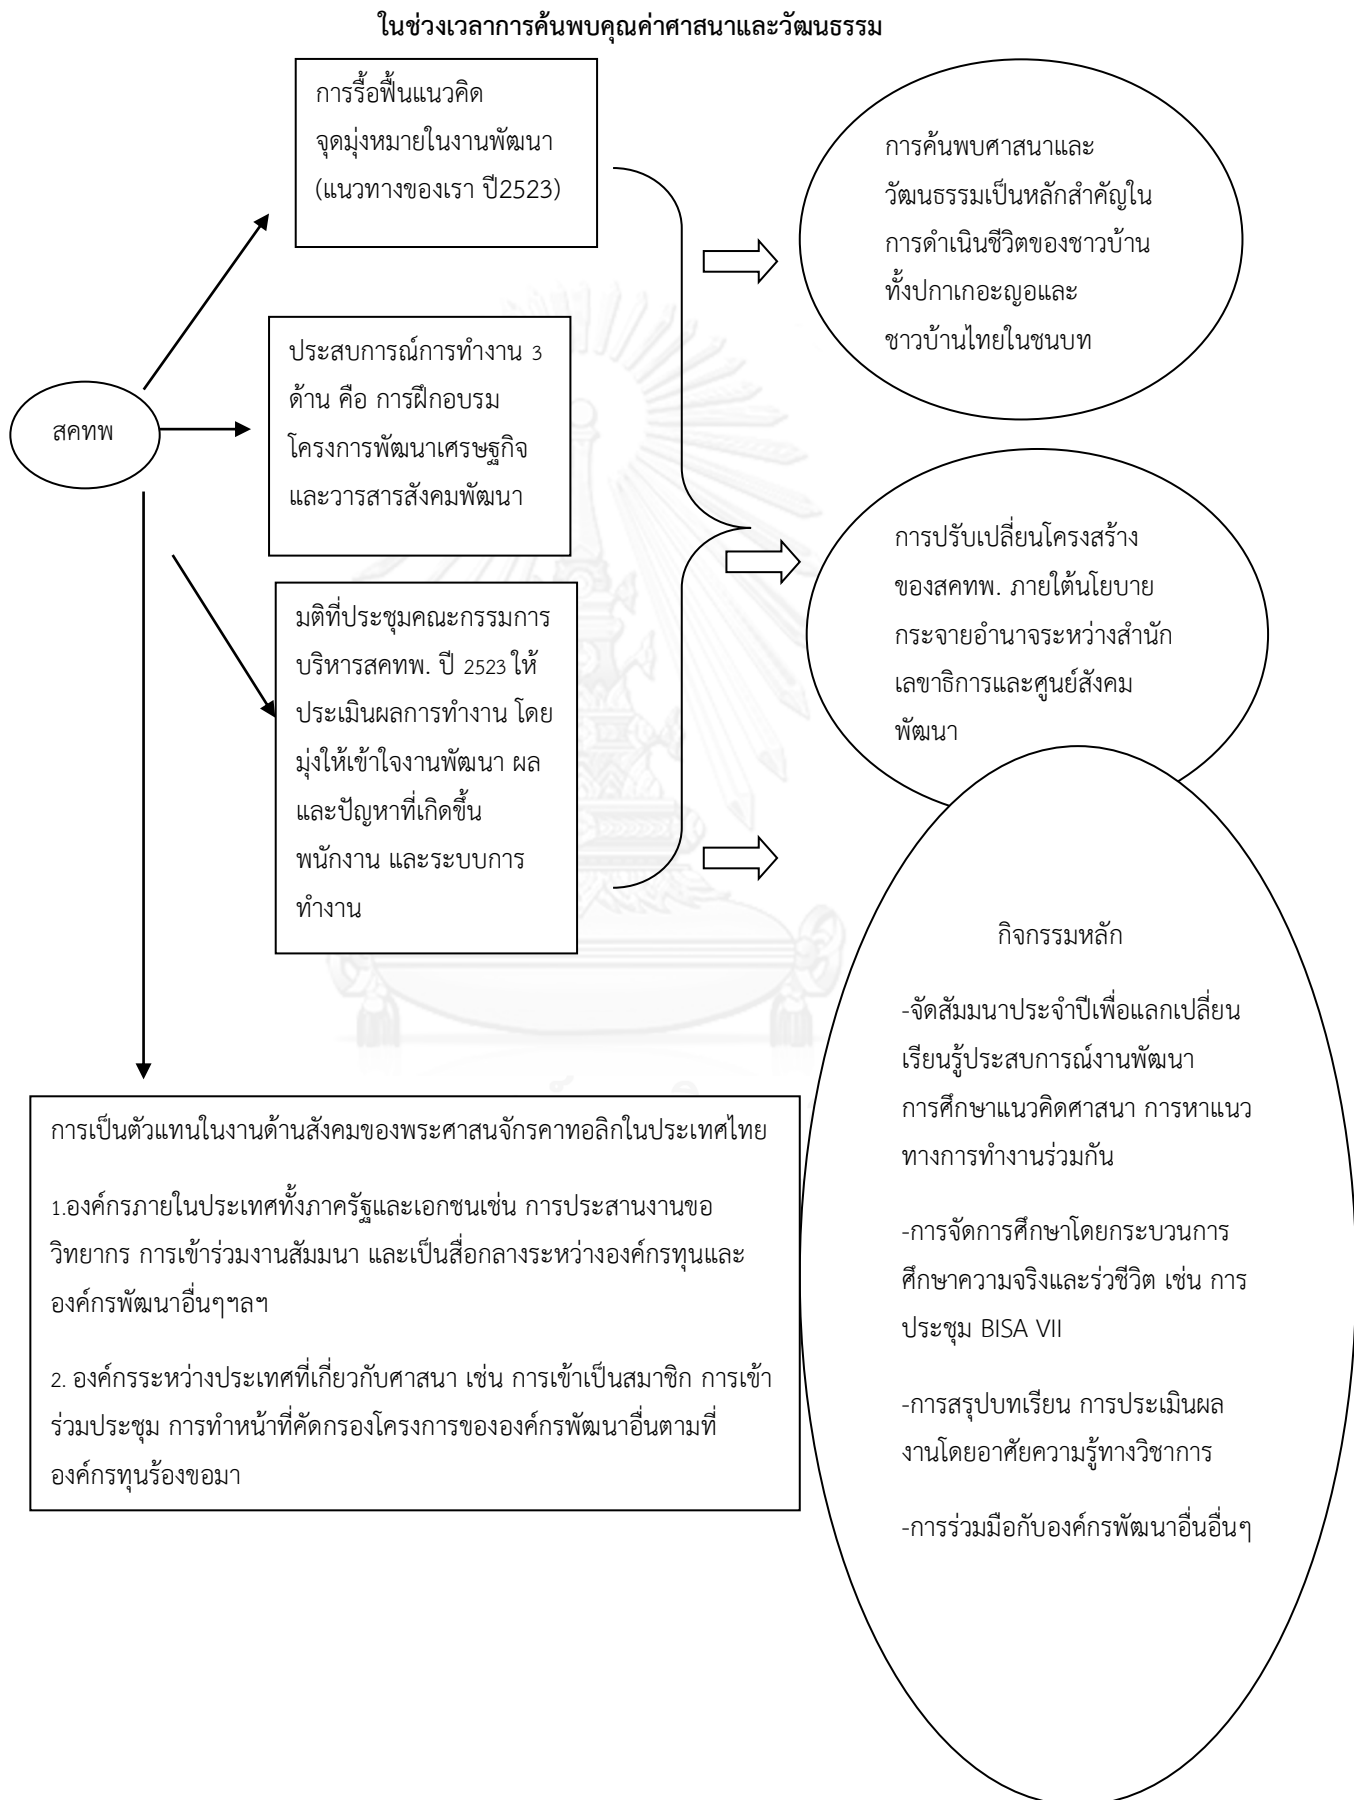 ในช่วงเวลาการค้นพบคุณค่าศาสนาและวัฒนธรรม
การรื้อฟื้นแนวคิด
จุดมุ่งหมายในงานพัฒนา
(แนวทางของเรา ปี2523)
การค้นพบศาสนาและ
วัฒนธรรมเป็นหลักสำคัญใน
การดำเนินชีวิตของชาวบ้าน
ทั้งปกาเกอะญอและ
ชาวบ้านไทยในชนบท
ประสบการณ์การทำงาน 3
ด้าน คือ การฝึกอบรม
โครงการพัฒนาเศรษฐกิจ
และวารสารสังคมพัฒนา
สคทพ
การปรับเปลี่ยนโครงสร้าง
ของสคทพ. ภายใต้นโยบาย
กระจายอำนาจระหว่างสำนัก
เลขาธิการและศูนย์สังคม
พัฒนา
มติที่ประชุมคณะกรรมการ
บริหารสคทพ. ปี 2523 ให้
ประเมินผลการทำงาน โดย
มุ่งให้เข้าใจงานพัฒนา ผล
และปัญหาที่เกิดขึ้น
พนักงาน และระบบการ
ทำงาน
กิจกรรมหลัก
-จัดสัมมนาประจำปีเพื่อแลกเปลี่ยน
เรียนรู้ประสบการณ์งานพัฒนา
การศึกษาแนวคิดศาสนา การหาแนว
ทางการทำงานร่วมกัน
-การจัดการศึกษาโดยกระบวนการ
ศึกษาความจริงและร่วชีวิต เช่น การ
ประชุม BISA VII
-การสรุปบทเรียน การประเมินผล
งานโดยอาศัยความรู้ทางวิชาการ
-การร่วมมือกับองค์กรพัฒนาอื่นอื่นๆ
การเป็นตัวแทนในงานด้านสังคมของพระศาสนจักรคาทอลิกในประเทศไทย
1.องค์กรภายในประเทศทั้งภาครัฐและเอกชนเช่น การประสานงานขอ
วิทยากร การเข้าร่วมงานสัมมนา และเป็นสื่อกลางระหว่างองค์กรทุนและ
องค์กรพัฒนาอื่นๆฯลฯ
2. องค์กรระหว่างประเทศที่เกี่ยวกับศาสนา เช่น การเข้าเป็นสมาชิก การเข้า
ร่วมประชุม การทำหน้าที่คัดกรองโครงการขององค์กรพัฒนาอื่นตามที่
องค์กรทุนร้องขอมา